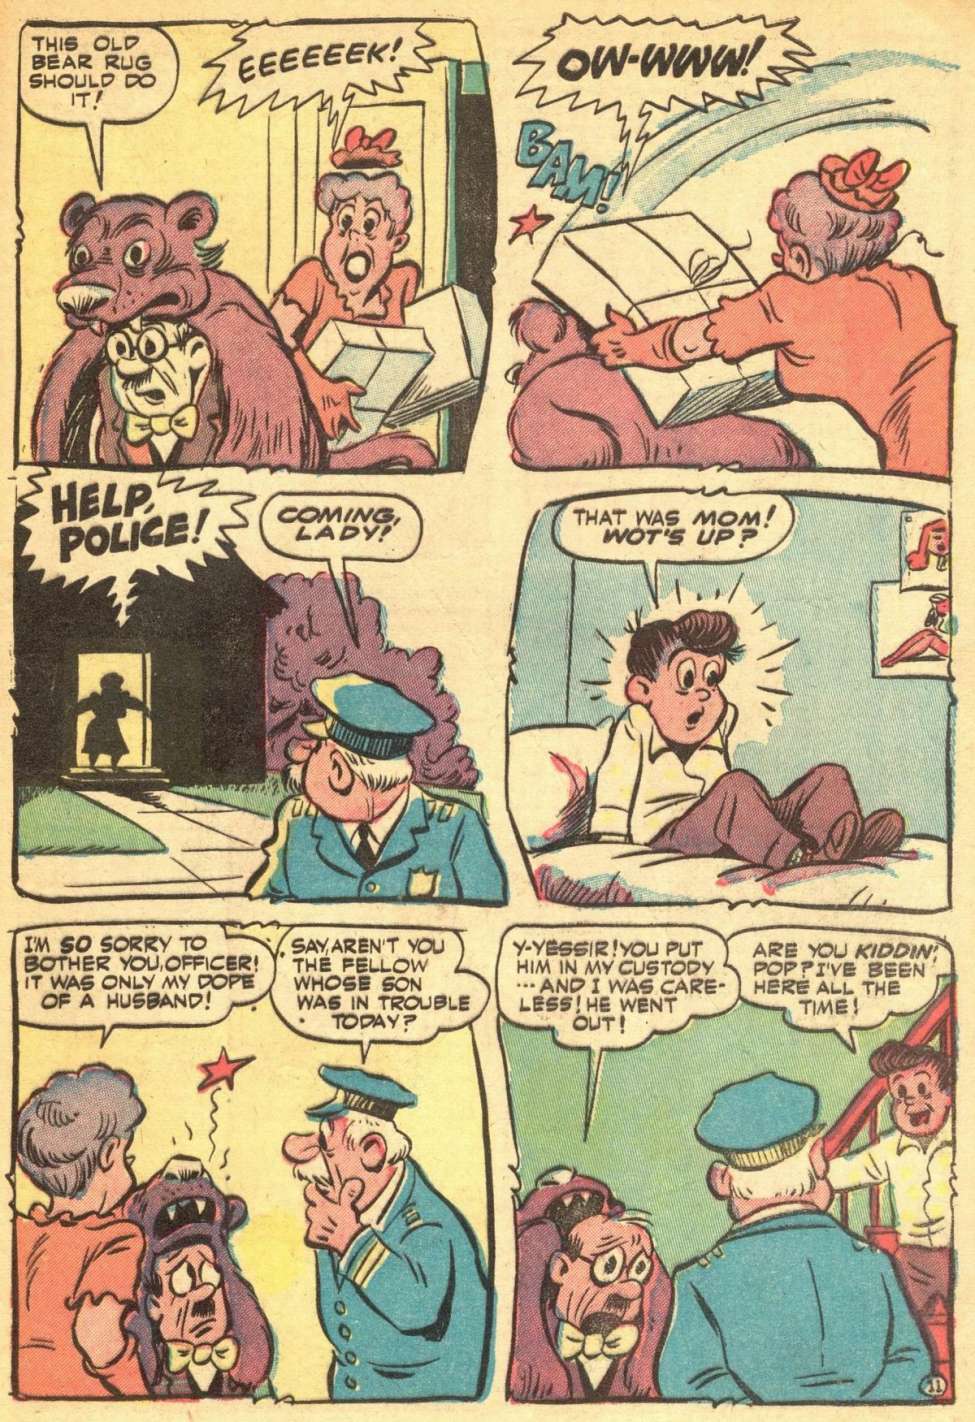 THIS OLD
BEAR RUG
SHOULD DO
IT!
EEEEEEK!
OW-WWW!
BAM!
HELP,
POLICE!
COMING,
LADY!
THAT WAS MOM!
WOT'S UP?
I'M SO SORRY TO
BOTHER YOU, OFFICER!
IT WAS ONLY MY DOPE
OF A HUSBAND!
SAY, AREN'T YOU
THE FELLOW
WHOSE SON
WAS IN TROUBLE
TODAY?
Y-YESSIR! YOU PUT
HIM IN MY CUSTODY
...AND I WAS CARE-
LESS! HE WENT
OUT!
ARE YOU KIDDIN',
POP? I'VE BEEN
HERE ALL THE
TIME!
11